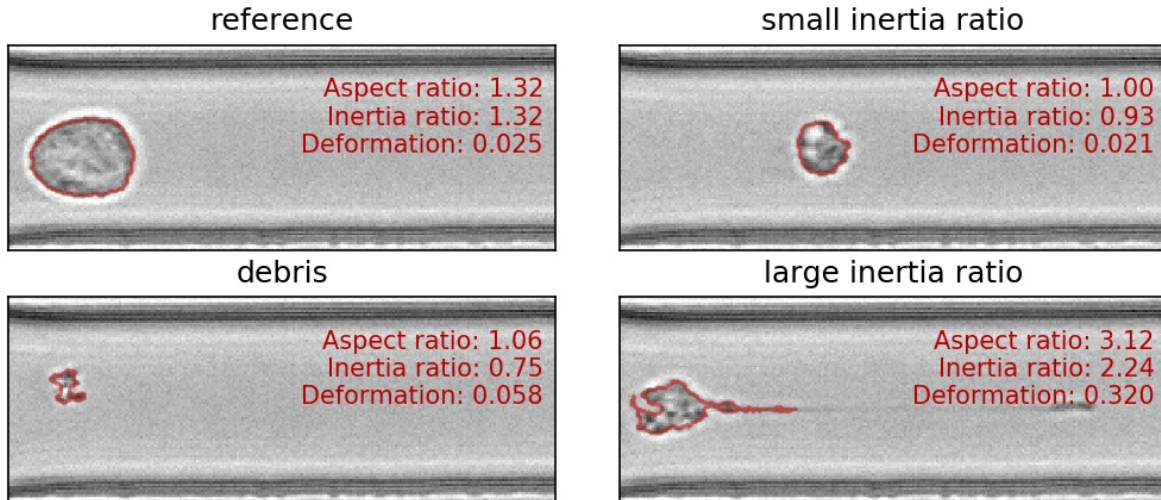 reference
Aspect ratio: 1.32
Inertia ratio: 1.32
Deformation: 0.025
small inertia ratio
Aspect ratio: 1.00
Inertia ratio: 0.93
Deformation: 0.021
debris
Aspect ratio: 1.06
Inertia ratio: 0.75
Deformation: 0.058
large inertia ratio
Aspect ratio: 3.12
Inertia ratio: 2.24
Deformation: 0.320